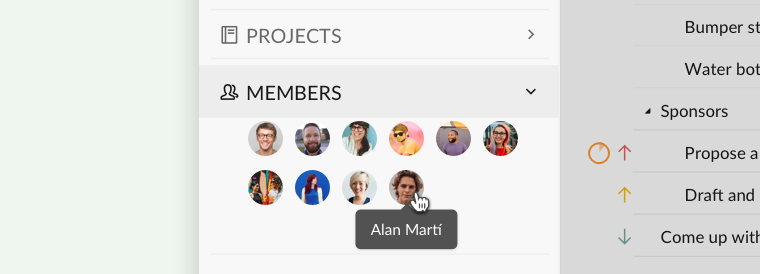 PROJECTS
MEMBERS
Alan Martí
Bumper st
Water bot
Sponsors
Propose a
Draft and
Come up with